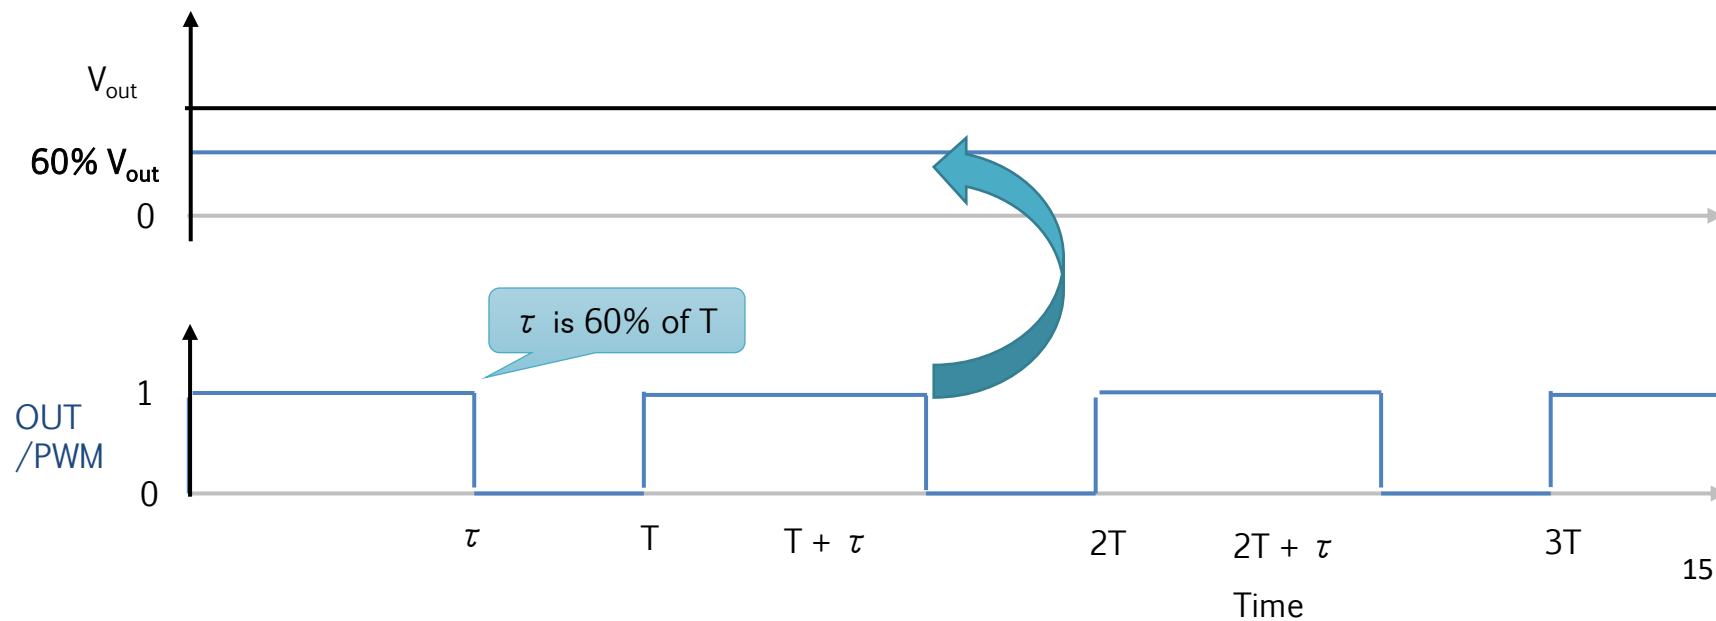 Vout
60% Vout
0
τ is 60% of T
1
OUT
/PWM
0
τ T T + τ 2T 2T + τ 3T
15
Time